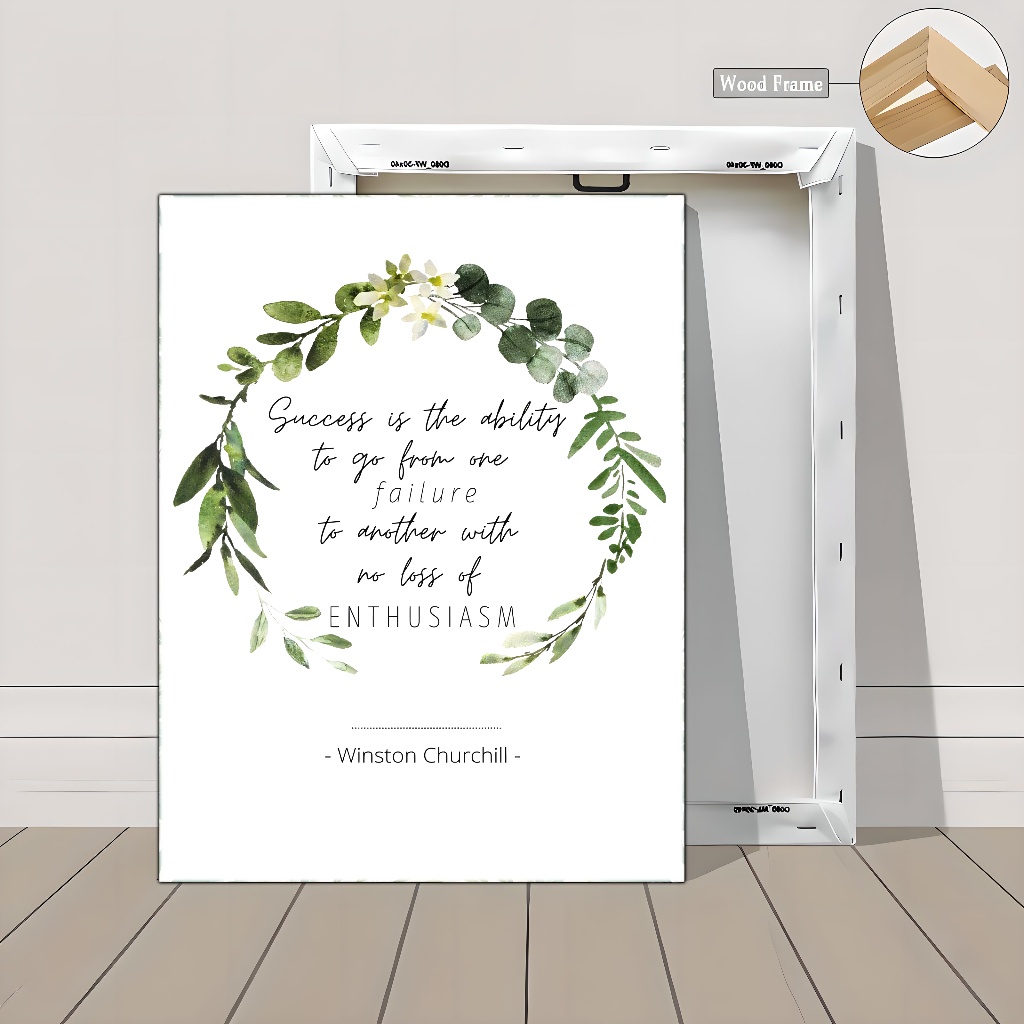 Wood Frame
Success is the ability
to go from one
failure
to another with
no loss of
ENTHUSIASM
- Winston Churchill -